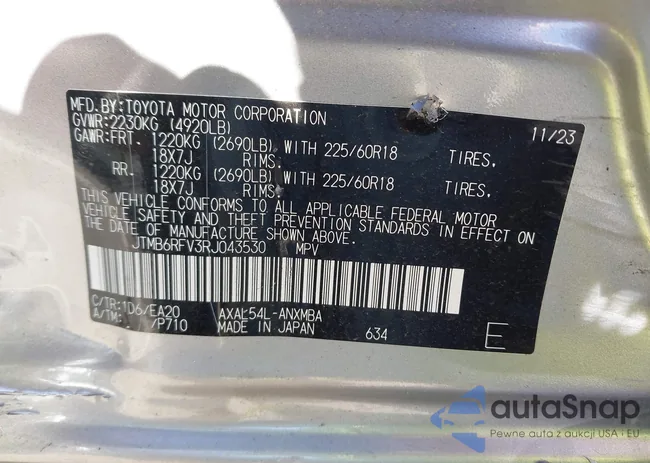 MFD.BY:TOYOTA MOTOR CORPORATION 11/23
GVWR:2230KG (4920LB)
GAWR:FRT. 1220KG (2690LB) WITH 225/60R18 TIRES,
18X7J RIMS.
RR. 1220KG (2690LB) WITH 225/60R18 TIRES,
18X7J RIMS.
THIS VEHICLE CONFORMS TO ALL APPLICABLE FEDERAL MOTOR
VEHICLE SAFETY AND THEFT PREVENTION STANDARDS IN EFFECT ON
THE DATE OF MANUFACTURE SHOWN ABOVE.
JTMB6RFV3RJ043530 MPV
C/TR:1D6/EA20 AXAL54L-ANXMBA
A/TM: /P710 MADE IN JAPAN 634 E
autaSnap
Pewne auta z aukcji USA i EU